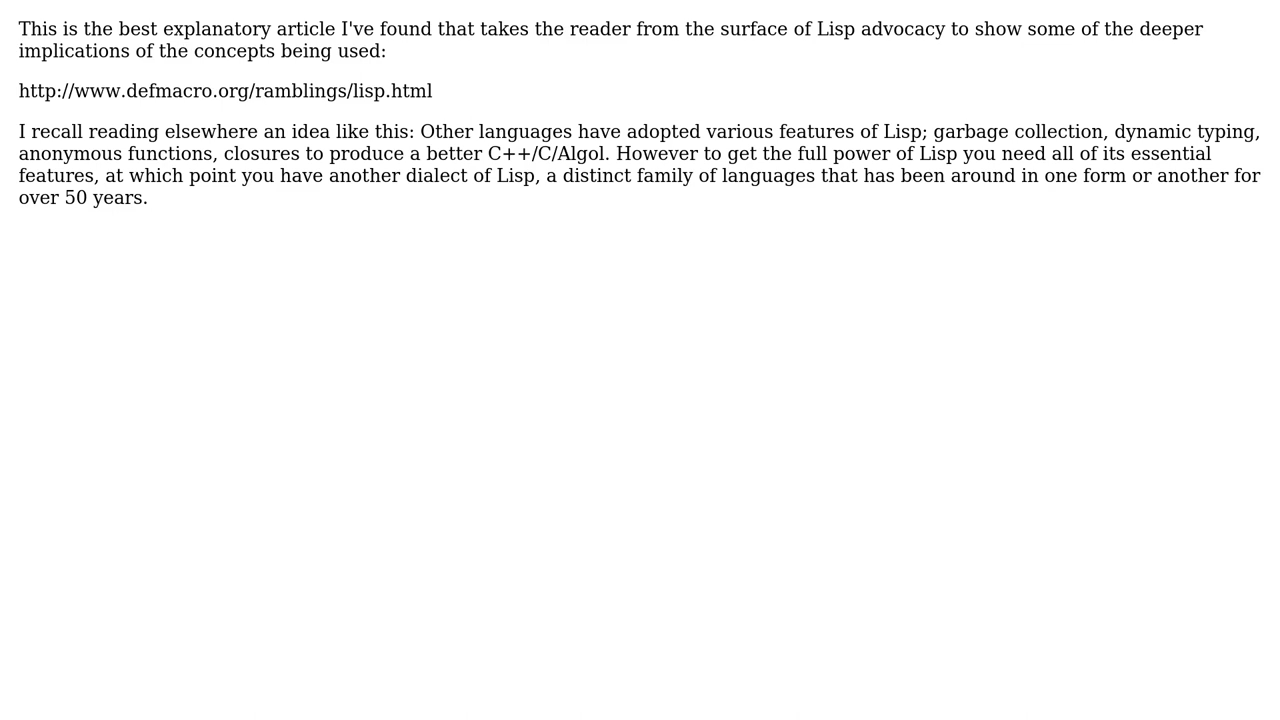 This is the best explanatory article I've found that takes the reader from the surface of Lisp advocacy to show some of the deeper
implications of the concepts being used:
http://www.defmacro.org/ramblings/lisp.html
I recall reading elsewhere an idea like this: Other languages have adopted various features of Lisp; garbage collection, dynamic typing,
anonymous functions, closures to produce a better C++/C/Algol. However to get the full power of Lisp you need all of its essential
features, at which point you have another dialect of Lisp, a distinct family of languages that has been around in one form or another for
over 50 years.